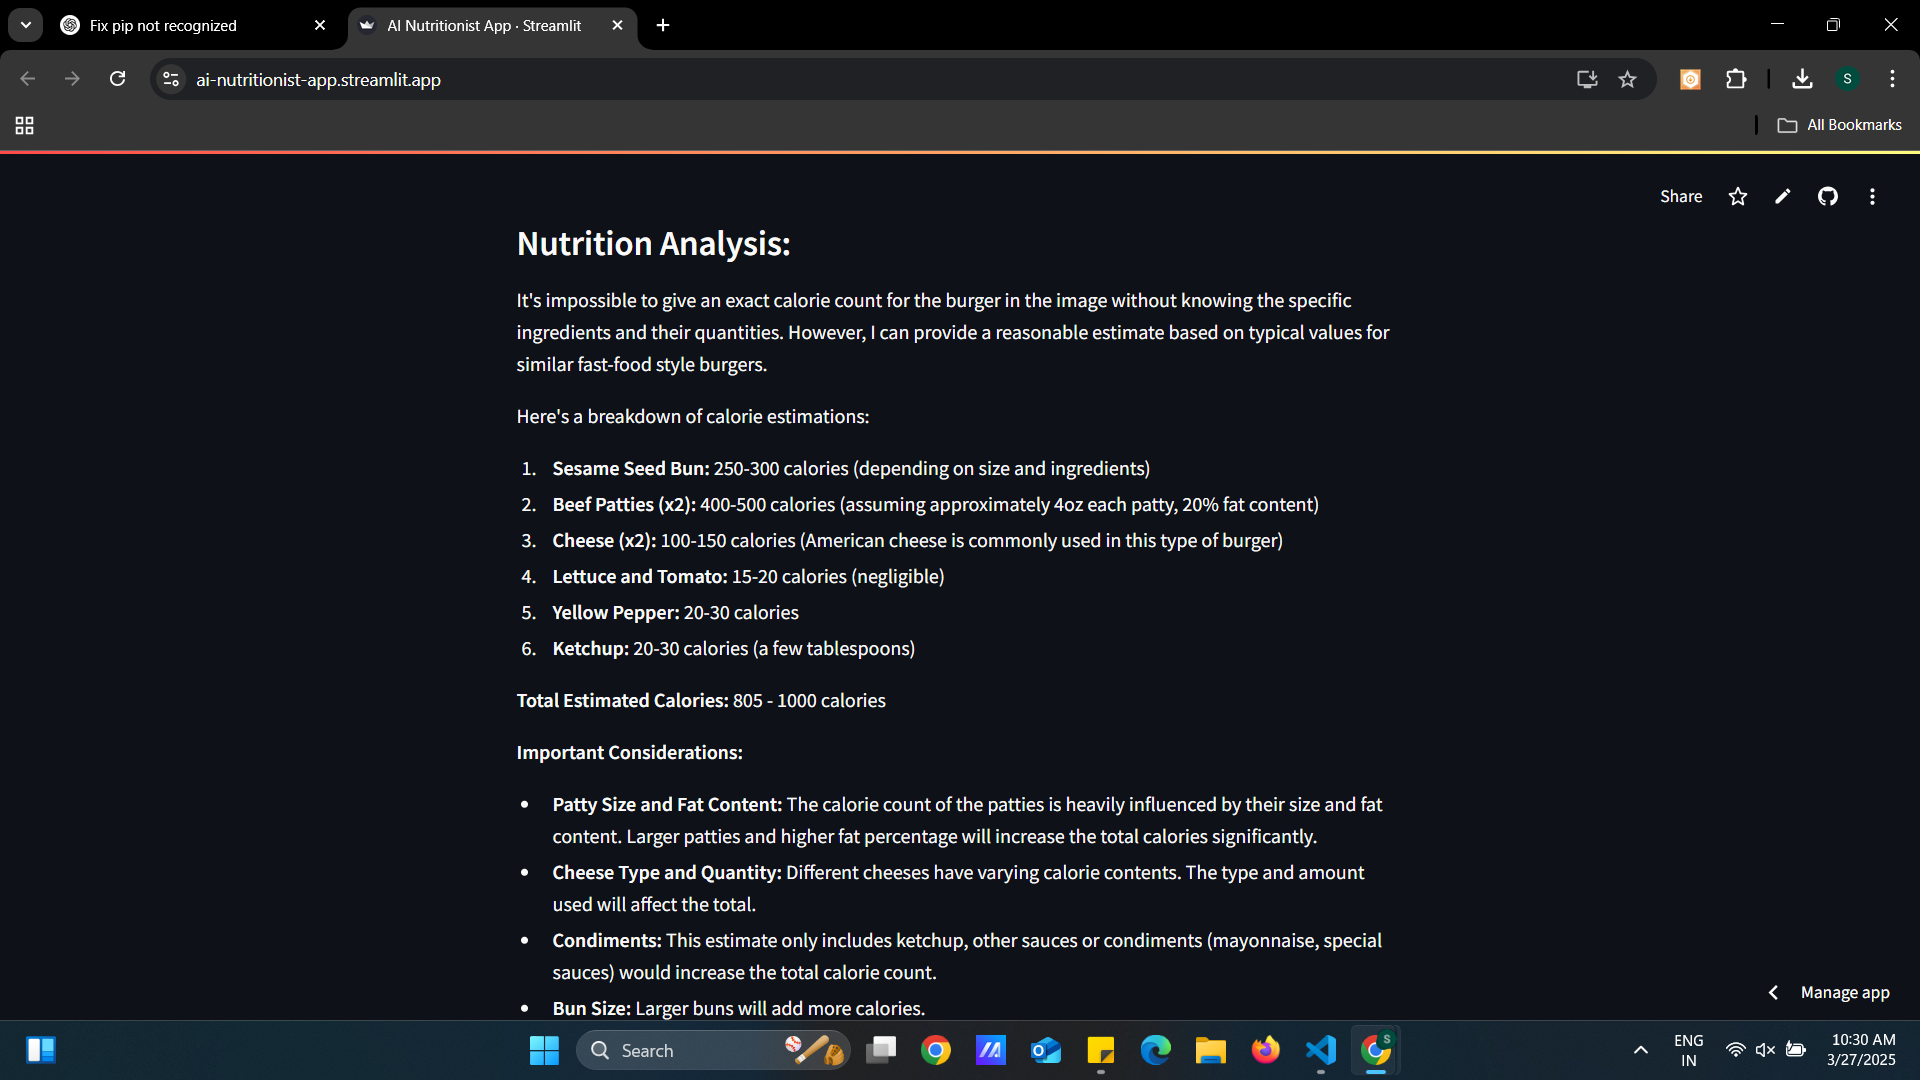 Fix pip not recognized
AI Nutritionist App · Streamlit
ai-nutritionist-app.streamlit.app
S
All Bookmarks
Share
Nutrition Analysis:
It's impossible to give an exact calorie count for the burger in the image without knowing the specific
ingredients and their quantities. However, I can provide a reasonable estimate based on typical values for
similar fast-food style burgers.
Here's a breakdown of calorie estimations:
1. Sesame Seed Bun: 250-300 calories (depending on size and ingredients)
2. Beef Patties (x2): 400-500 calories (assuming approximately 4oz each patty, 20% fat content)
3. Cheese (x2): 100-150 calories (American cheese is commonly used in this type of burger)
4. Lettuce and Tomato: 15-20 calories (negligible)
5. Yellow Pepper: 20-30 calories
6. Ketchup: 20-30 calories (a few tablespoons)
Total Estimated Calories: 805 - 1000 calories
Important Considerations:
• Patty Size and Fat Content: The calorie count of the patties is heavily influenced by their size and fat
content. Larger patties and higher fat percentage will increase the total calories significantly.
• Cheese Type and Quantity: Different cheeses have varying calorie contents. The type and amount
used will affect the total.
• Condiments: This estimate only includes ketchup, other sauces or condiments (mayonnaise, special
sauces) would increase the total calorie count.
• Bun Size: Larger buns will add more calories.
Manage app
Search
S
ENG
IN
10:30 AM
3/27/2025